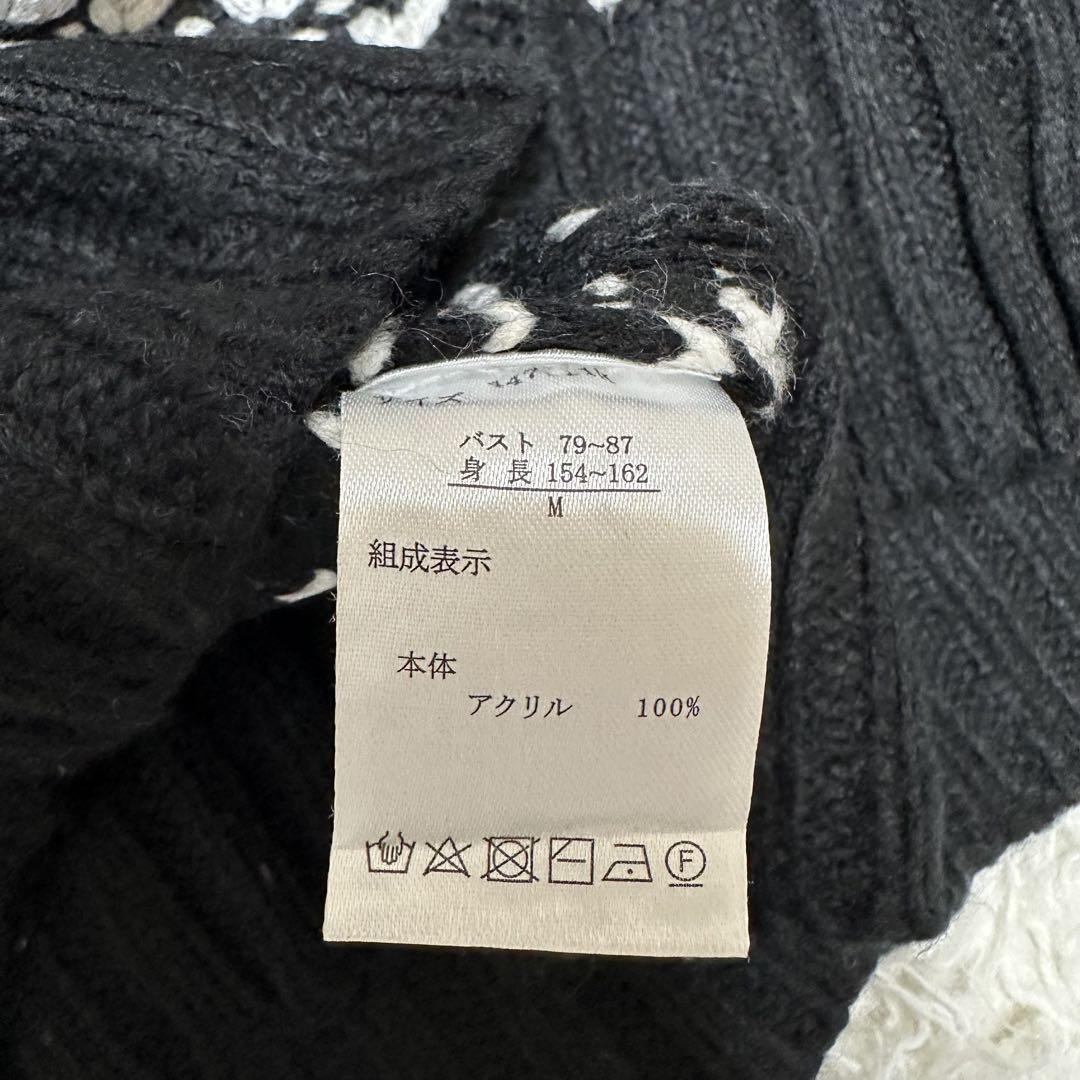 バスト 79~87
身長 154~162
M
組成表示
本体
アクリル 100%
F